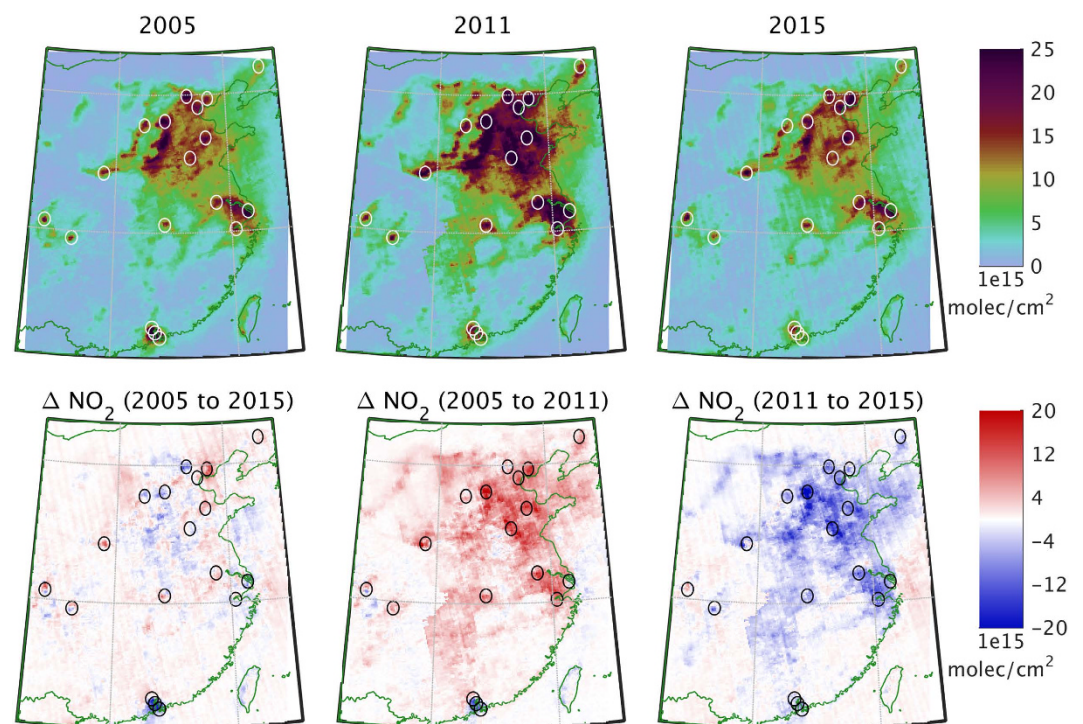 2005
2011
2015
25
20
15
10
5
0
1e15
molec/cm²
Δ NO₂ (2005 to 2015)
Δ NO₂ (2005 to 2011)
Δ NO₂ (2011 to 2015)
20
12
4
-4
-12
-20
1e15
molec/cm²